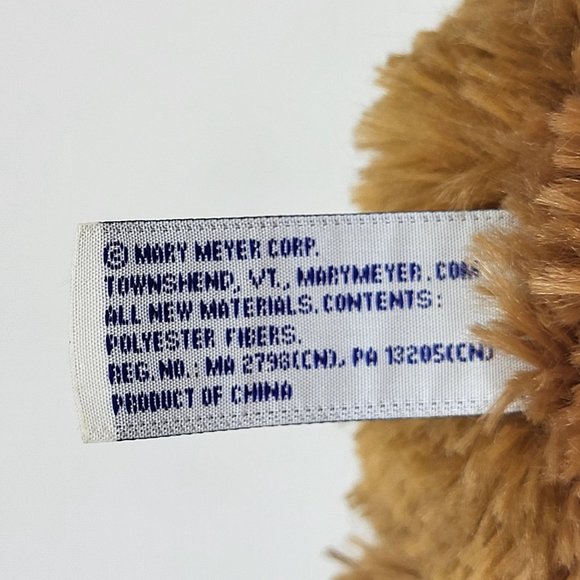 © MARY MEYER CORP.
TOWNSHEND, VT., MARYMEYER.COM
ALL NEW MATERIALS. CONTENTS:
POLYESTER FIBERS.
REG. NO.: MA 2798(CN), PA 13205(CN)
PRODUCT OF CHINA